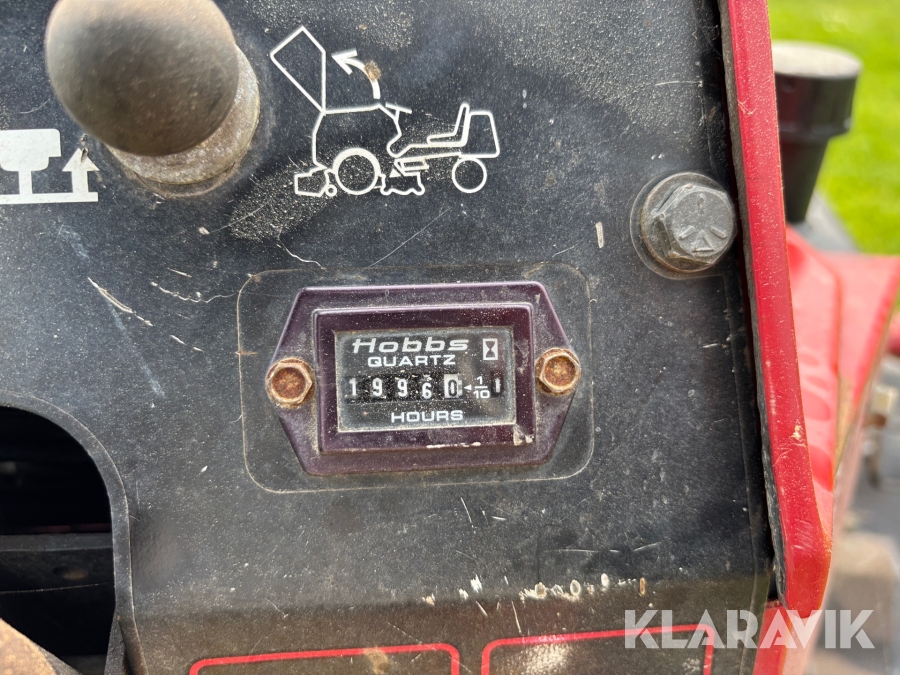 Hobbs
QUARTZ
19960 1/10
HOURS
KLARAVIK